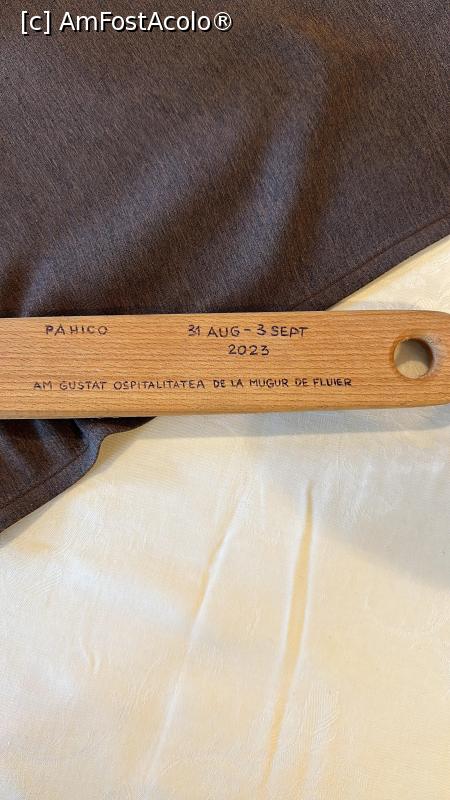 [c] AmFostAcolo®
PAHICO
31 AUG - 3 SEPT
2023
AM GUSTAT OSPITALITATEA DE LA MUGUR DE FLUIER